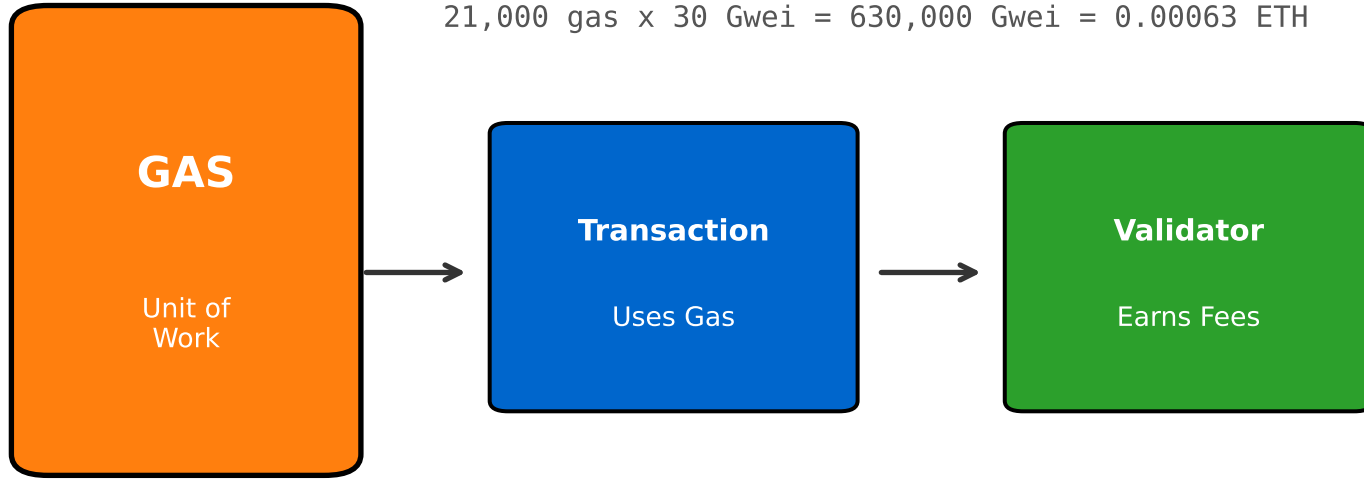 21,000 gas x 30 Gwei = 630,000 Gwei = 0.00063 ETH
GAS
Unit of
Work
Transaction
Uses Gas
Validator
Earns Fees